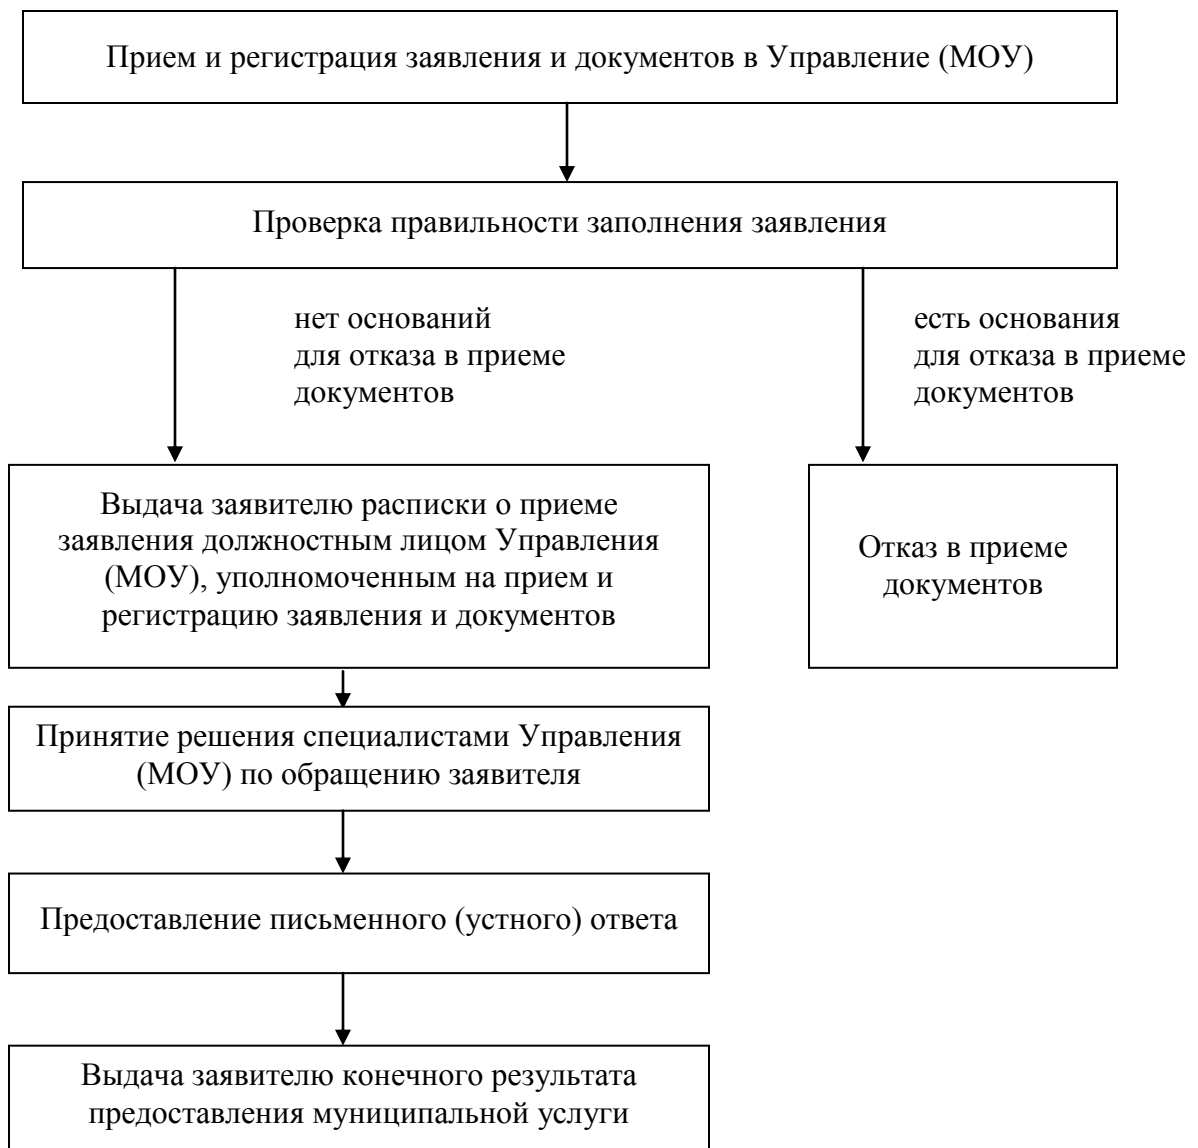 Прием и регистрация заявления и документов в Управление (МОУ)
Проверка правильности заполнения заявления
нет оснований
для отказа в приеме
документов
есть основания
для отказа в приеме
документов
Выдача заявителю расписки о приеме
заявления должностным лицом Управления
(МОУ), уполномоченным на прием и
регистрацию заявления и документов
Отказ в приеме
документов
Принятие решения специалистами Управления
(МОУ) по обращению заявителя
Предоставление письменного (устного) ответа
Выдача заявителю конечного результата
предоставления муниципальной услуги